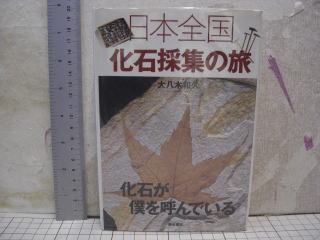 日本全国
化石採集の旅
大八木和久
化石が
僕を呼んでいる